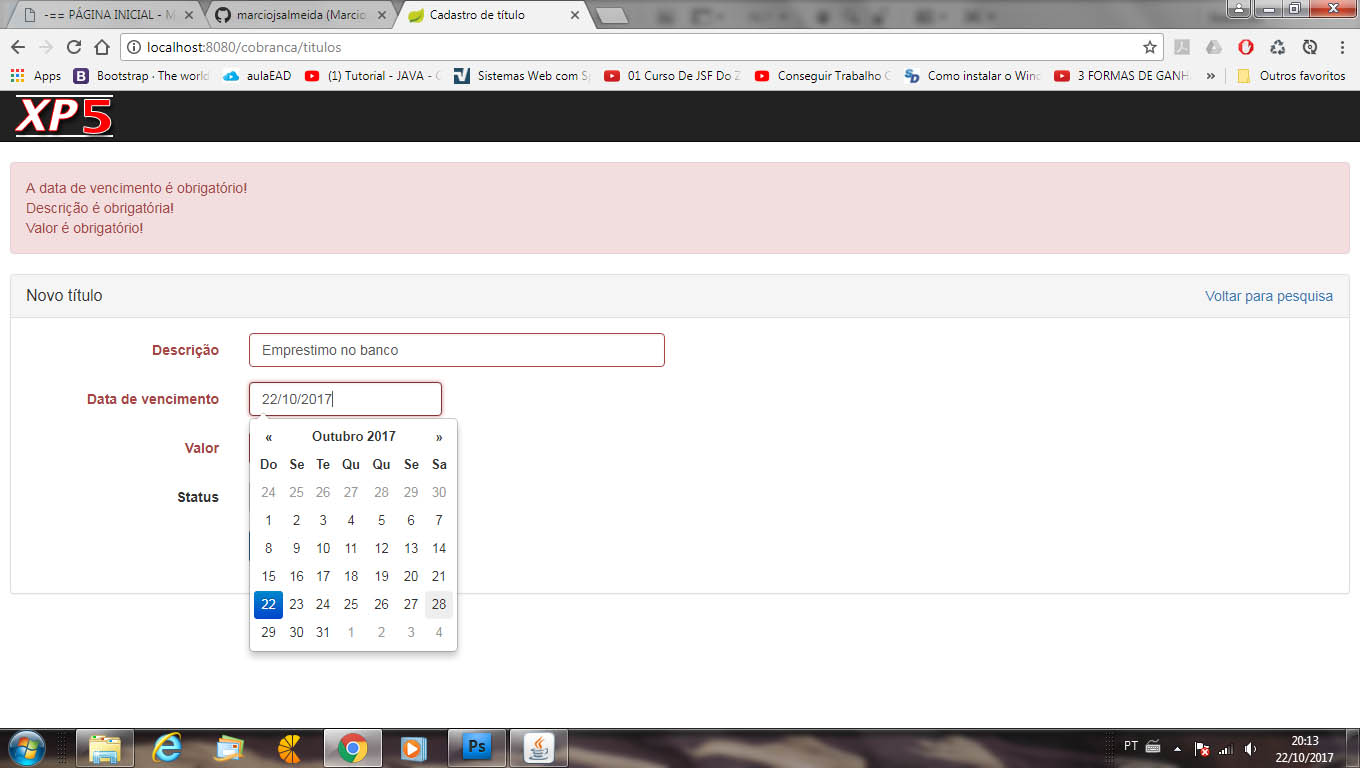 -== PÁGINA INICIAL - M
marciojsalmeida (Marcio
Cadastro de título
localhost:8080/cobranca/titulos
Apps
B
Bootstrap · The world
aulaEAD
(1) Tutorial - JAVA - C
Sistemas Web com S
01 Curso De JSF Do Z
Conseguir Trabalho C
Como instalar o Wind
3 FORMAS DE GANH
»
Outros favoritos
XP5
A data de vencimento é obrigatório!
Descrição é obrigatória!
Valor é obrigatório!
Novo título
Voltar para pesquisa
Descrição
Emprestimo no banco
Data de vencimento
22/10/2017
Valor
Status
« Outubro 2017 »
Do Se Te Qu Qu Se Sa
24 25 26 27 28 29 30
1 2 3 4 5 6 7
8 9 10 11 12 13 14
15 16 17 18 19 20 21
22 23 24 25 26 27 28
29 30 31 1 2 3 4
Ps
PT
20:13
22/10/2017